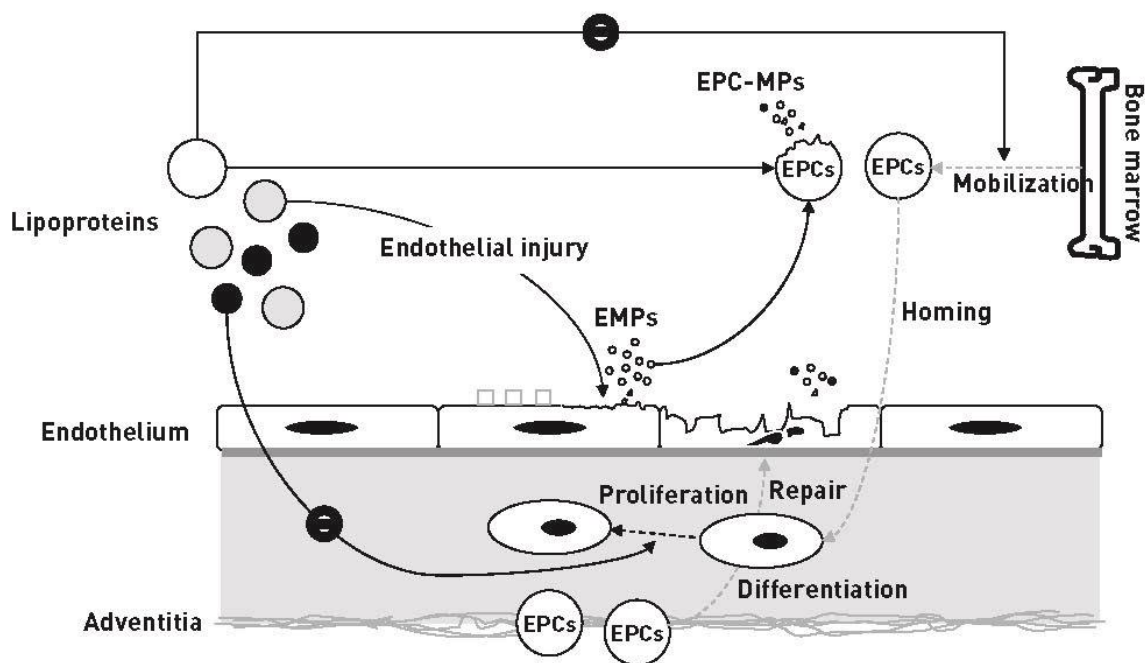 EPC-MPs
Bone marrow
EPCs
EPCs
Mobilization
Lipoproteins
Endothelial injury
Homing
EMPs
Endothelium
Proliferation
Repair
Differentiation
Adventitia
EPCs
EPCs